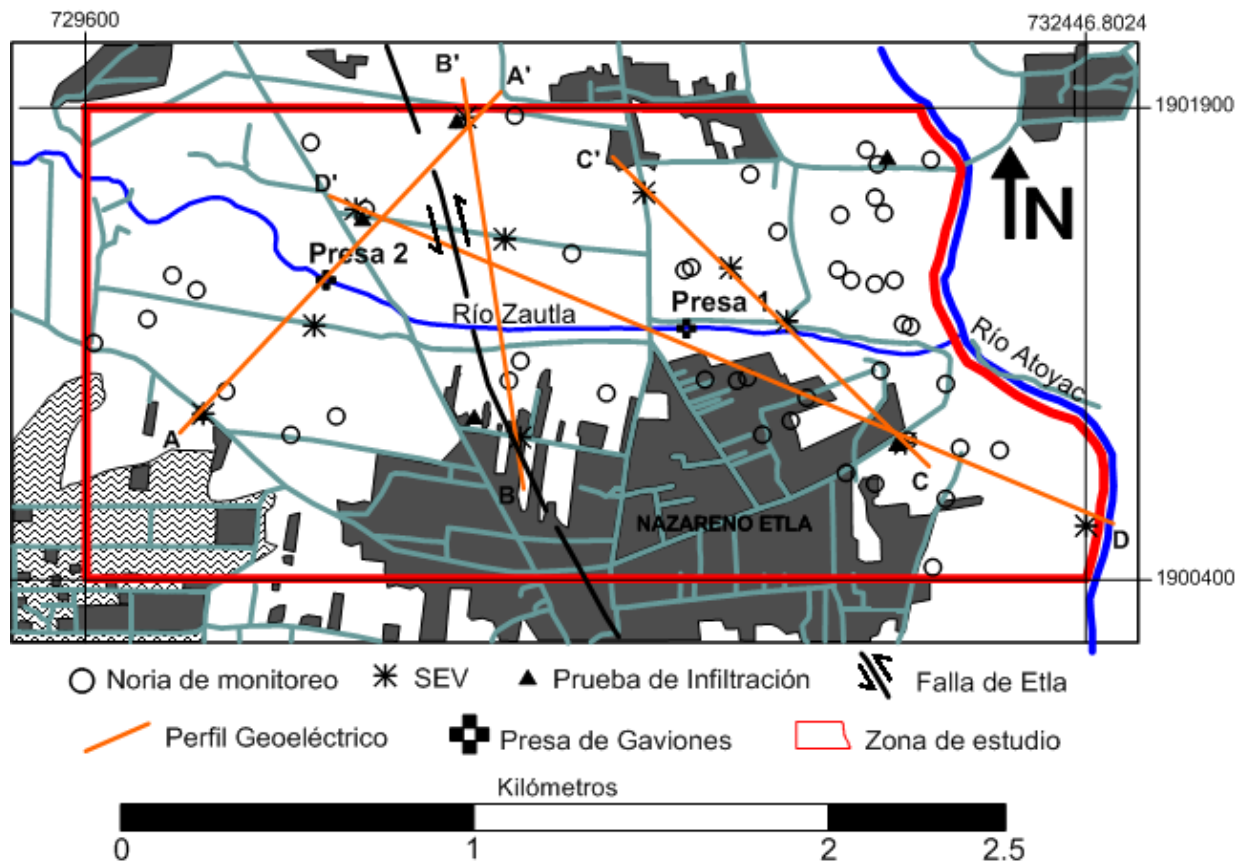 729600
732446.8024
B'
A'
1901900
C'
D'
N
Presa 2
Río Zautla
Presa 1
Río Atoyac
A
B
C
NAZARENO ETLA
D
1900400
Noria de monitoreo
SEV
Prueba de Infiltración
Falla de Etla
Perfil Geoeléctrico
Presa de Gaviones
Zona de estudio
Kilómetros
0
1
2
2.5